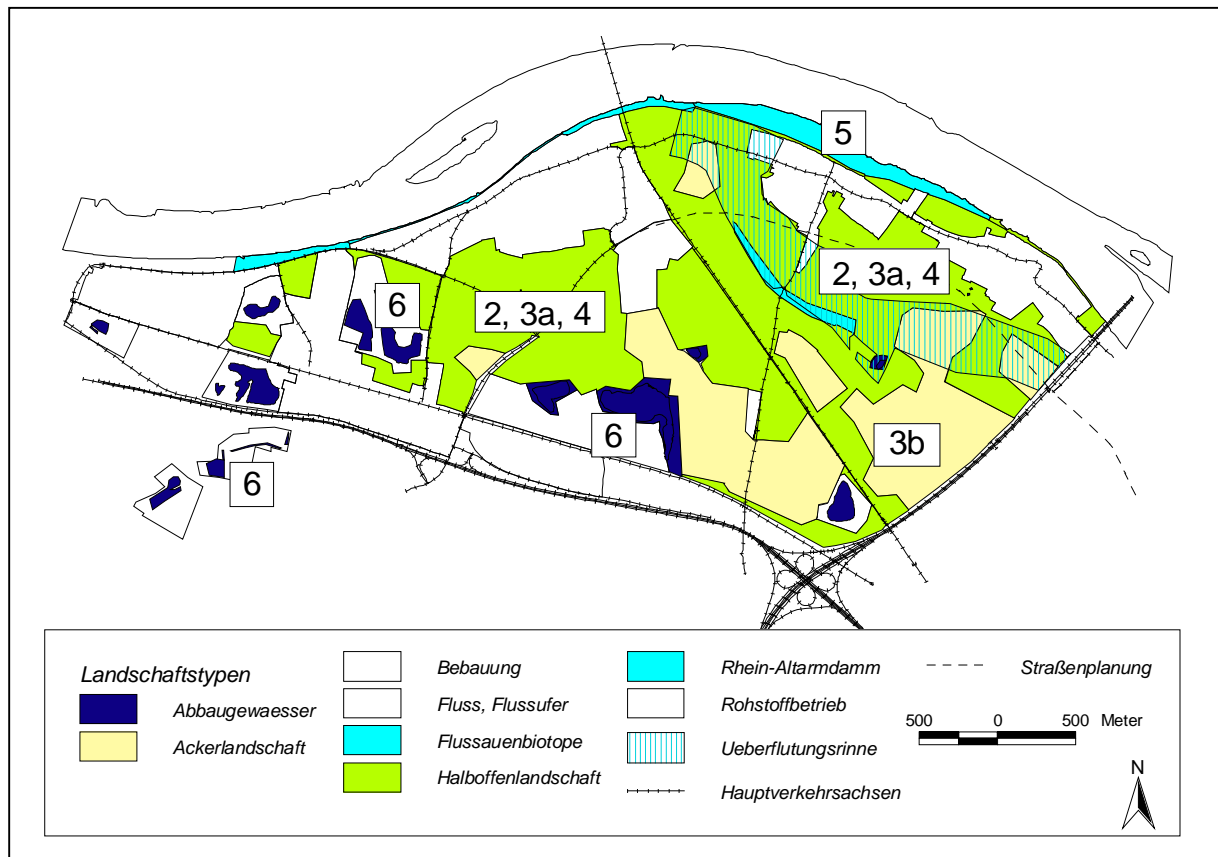 5
2, 3a, 4
6
2, 3a, 4
6
3b
6
Landschaftstypen
Abbaugewaesser
Ackerlandschaft
Bebauung
Fluss, Flussufer
Flussauenbiotope
Halboffenlandschaft
Rhein-Altarmdamm
Rohstoffbetrieb
Ueberflutungsrinne
Hauptverkehrsachsen
Straßenplanung
500 0 500 Meter
N